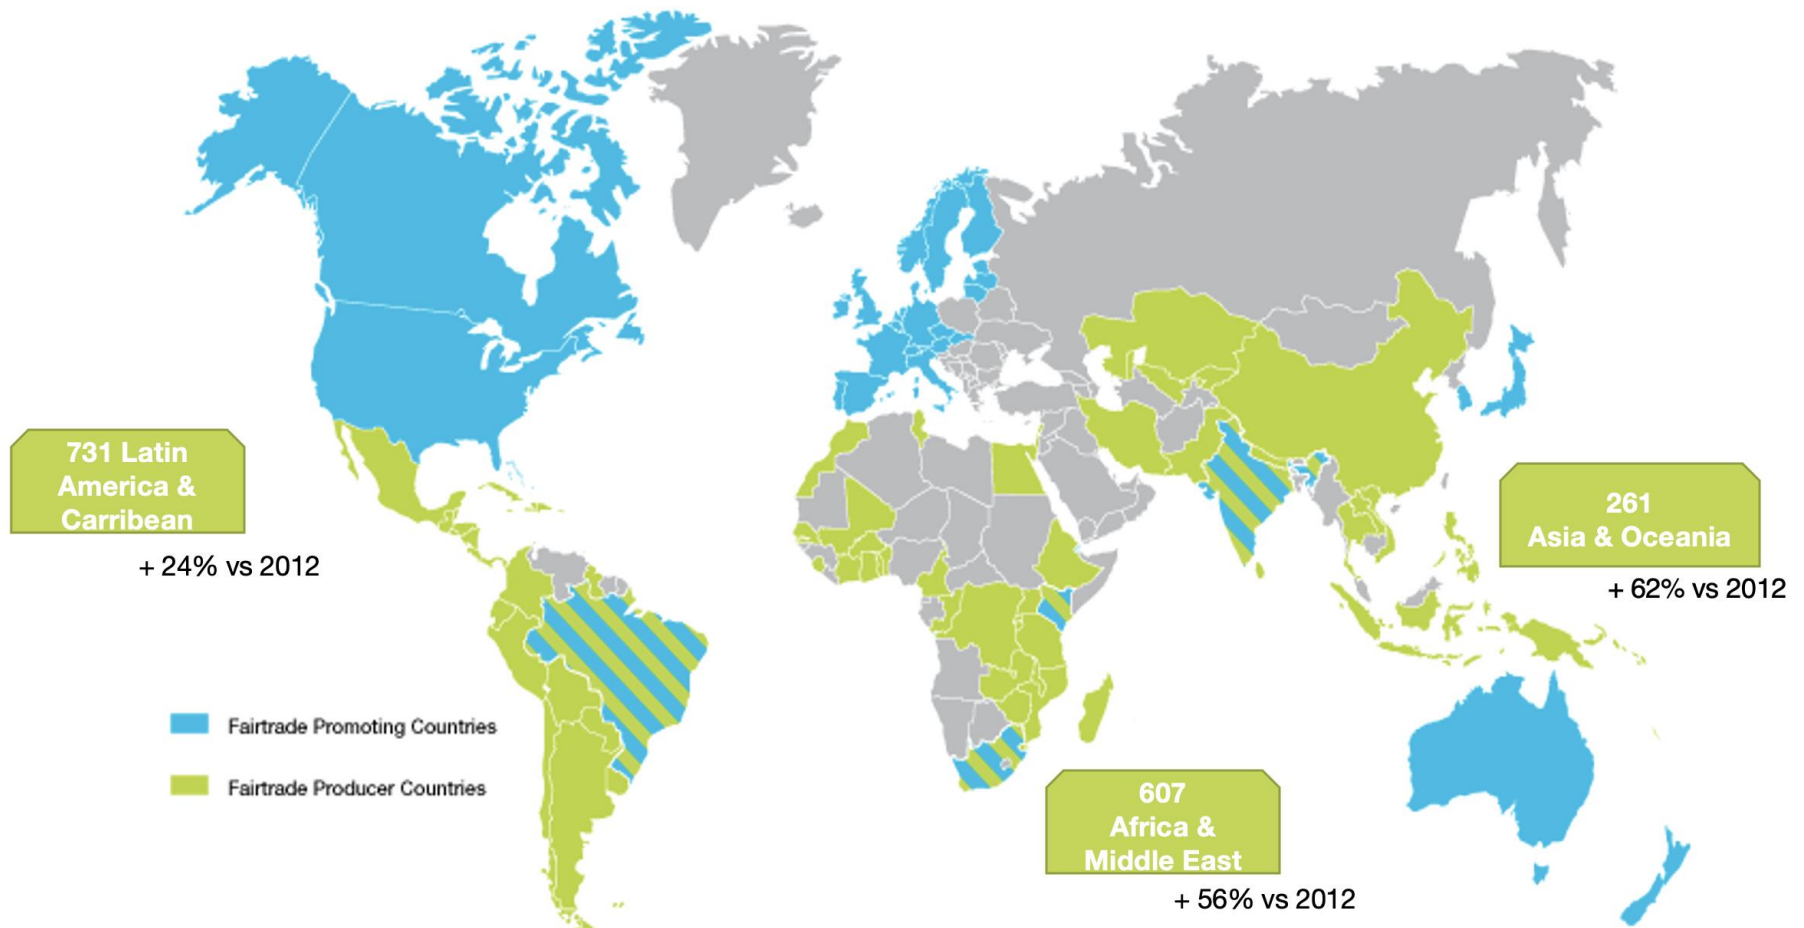 731 Latin
America &
Carribean
+ 24% vs 2012
261
Asia & Oceania
+ 62% vs 2012
Fairtrade Promoting Countries
Fairtrade Producer Countries
607
Africa &
Middle East
+ 56% vs 2012